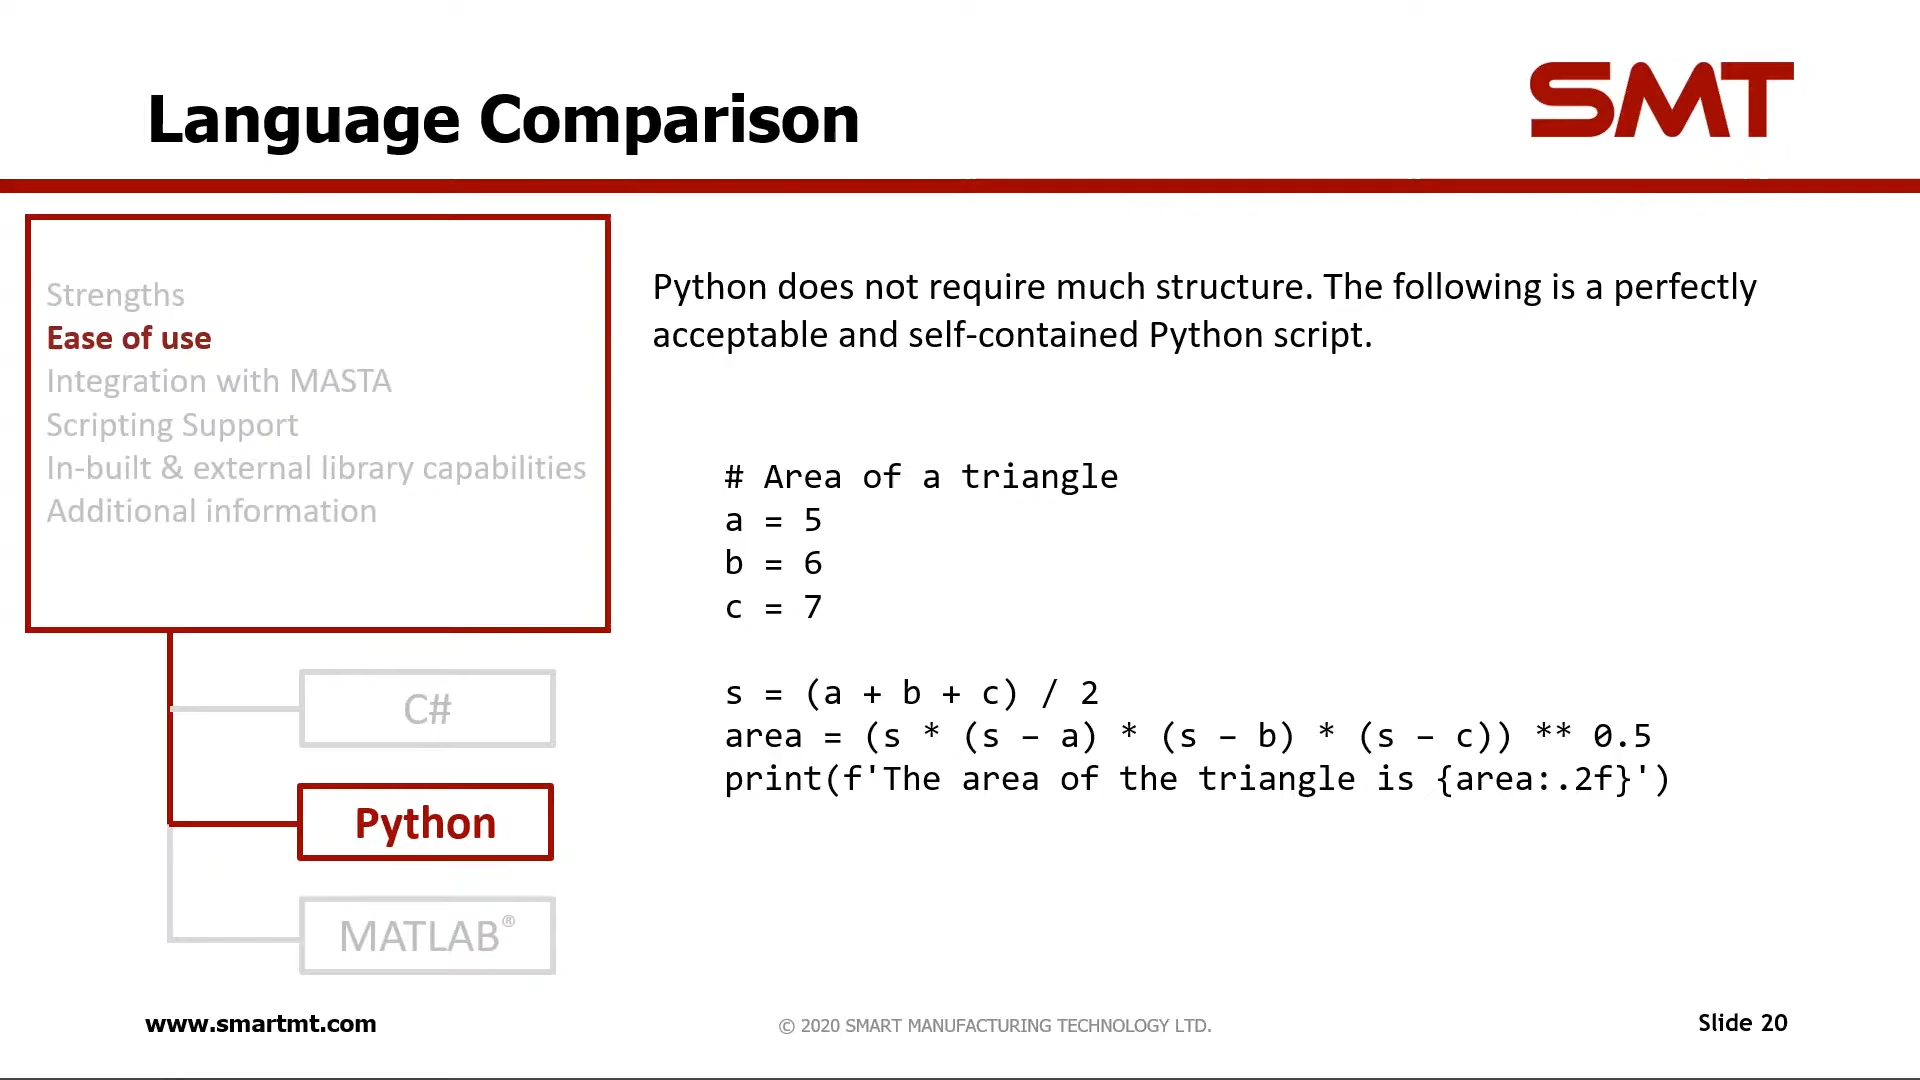 Language Comparison
SMT
Strengths
Ease of use
Integration with MASTA
Scripting Support
In-built & external library capabilities
Additional information
C#
Python
MATLAB®
Python does not require much structure. The following is a perfectly
acceptable and self-contained Python script.
# Area of a triangle
a = 5
b = 6
c = 7
s = (a + b + c) / 2
area = (s * (s – a) * (s – b) * (s – c)) ** 0.5
print(f'The area of the triangle is {area:.2f}')
www.smartmt.com
© 2020 SMART MANUFACTURING TECHNOLOGY LTD.
Slide 20